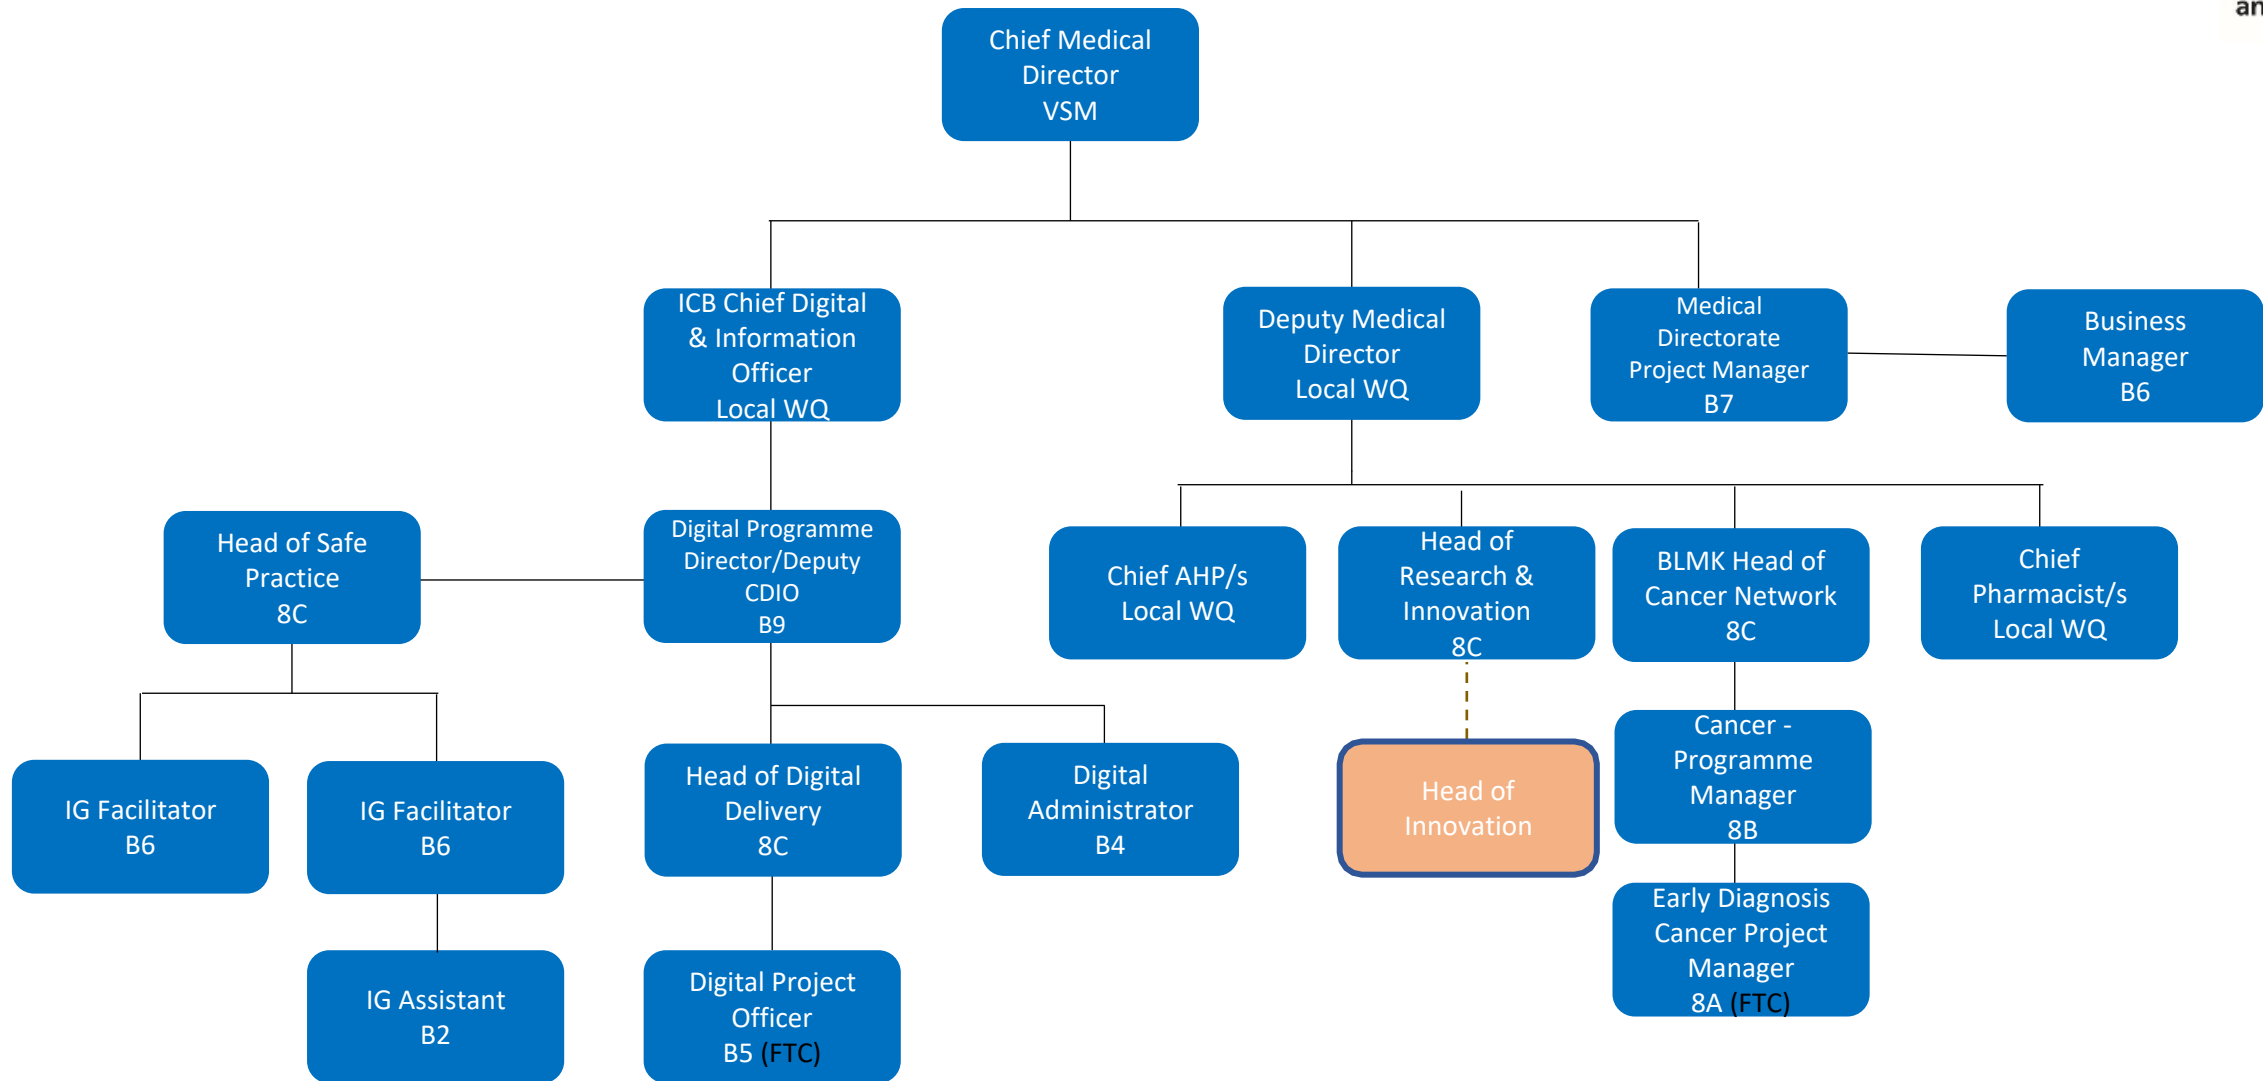 an
Chief Medical
Director
VSM
ICB Chief Digital
& Information
Officer
Local WQ
Deputy Medical
Director
Local WQ
Medical
Directorate
Project Manager
B7
Business
Manager
B6
Head of Safe
Practice
8C
Digital Programme
Director/Deputy
CDIO
B9
Chief AHP/s
Local WQ
Head of
Research &
Innovation
8C
BLMK Head of
Cancer Network
8C
Chief
Pharmacist/s
Local WQ
IG Facilitator
B6
IG Facilitator
B6
Head of Digital
Delivery
8C
Digital
Administrator
B4
Head of
Innovation
Cancer -
Programme
Manager
8B
IG Assistant
B2
Digital Project
Officer
B5 (FTC)
Early Diagnosis
Cancer Project
Manager
8A (FTC)